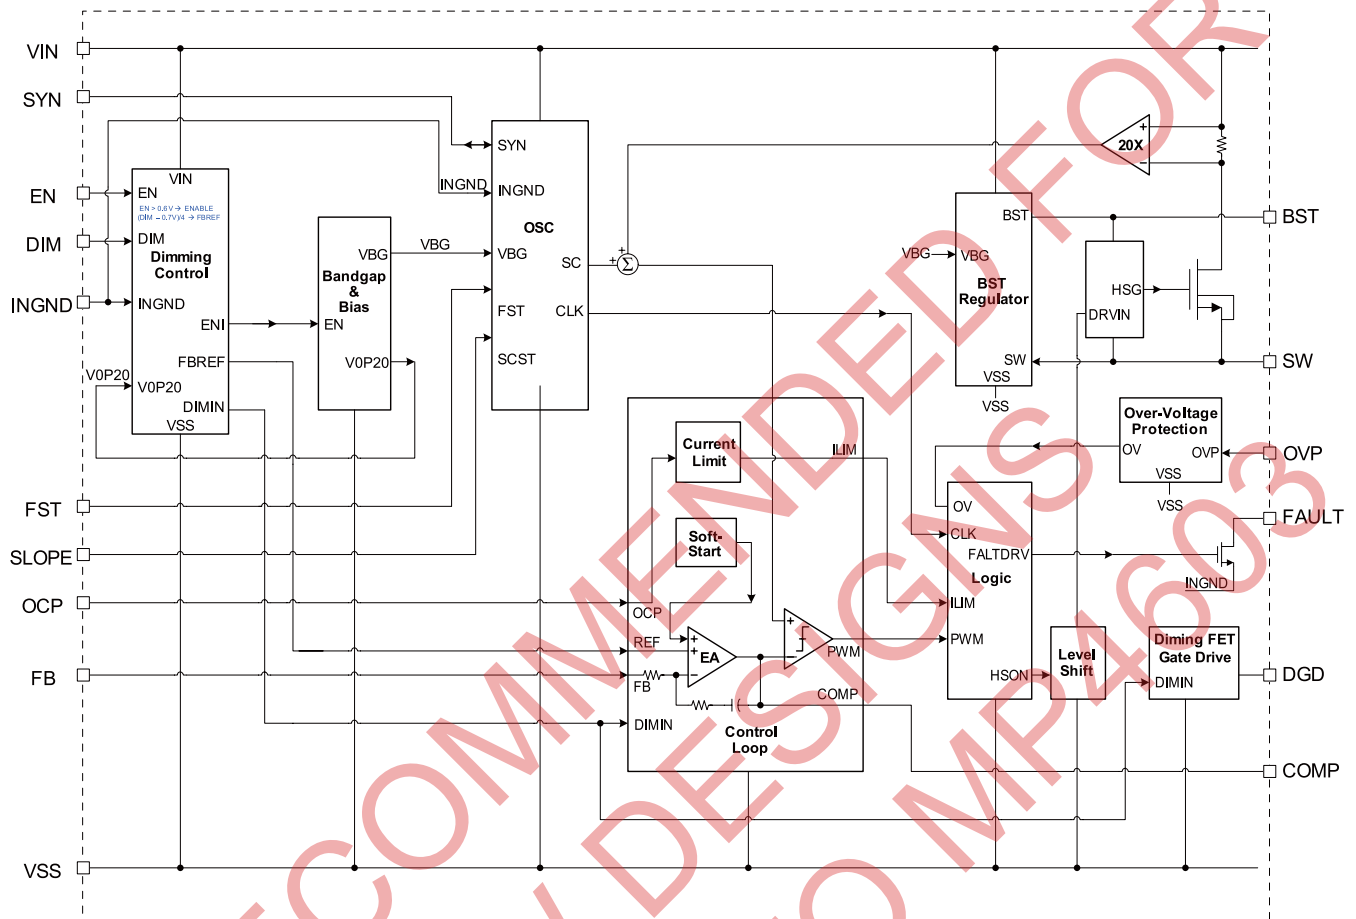 VIN
SYN
EN
DIM
INGND
FST
SLOPE
OCP
FB
VSS
VIN
EN
EN > 0.6V → ENABLE
(DIM – 0.7V)/4 → FBREF
DIM
Dimming
Control
INGND
ENI
FBREF
V0P20
V0P20
DIMIN
VSS
VBG
Bandgap
&
Bias
EN
V0P20
VBG
INGND
SYN
INGND
OSC
VBG
SC
FST
CLK
SCST
+
+
Σ
20X
+
–
BST
VBG
VBG
BST
Regulator
SW
VSS
VSS
HSG
DRVIN
Over-Voltage
Protection
OV
OVP
VSS
VSS
Current
Limit
ILIM
Soft-
Start
OCP
REF
+
+
–
EA
FB
+
–
PWM
COMP
DIMIN
Control
Loop
OV
CLK
FALTDRV
Logic
ILIM
PWM
HSON
INGND
Level
Shift
Diming FET
Gate Drive
DIMIN
BST
SW
OVP
FAULT
DGD
COMP
ECOMMENDED FOR
W DESIGNS
TO MP4603